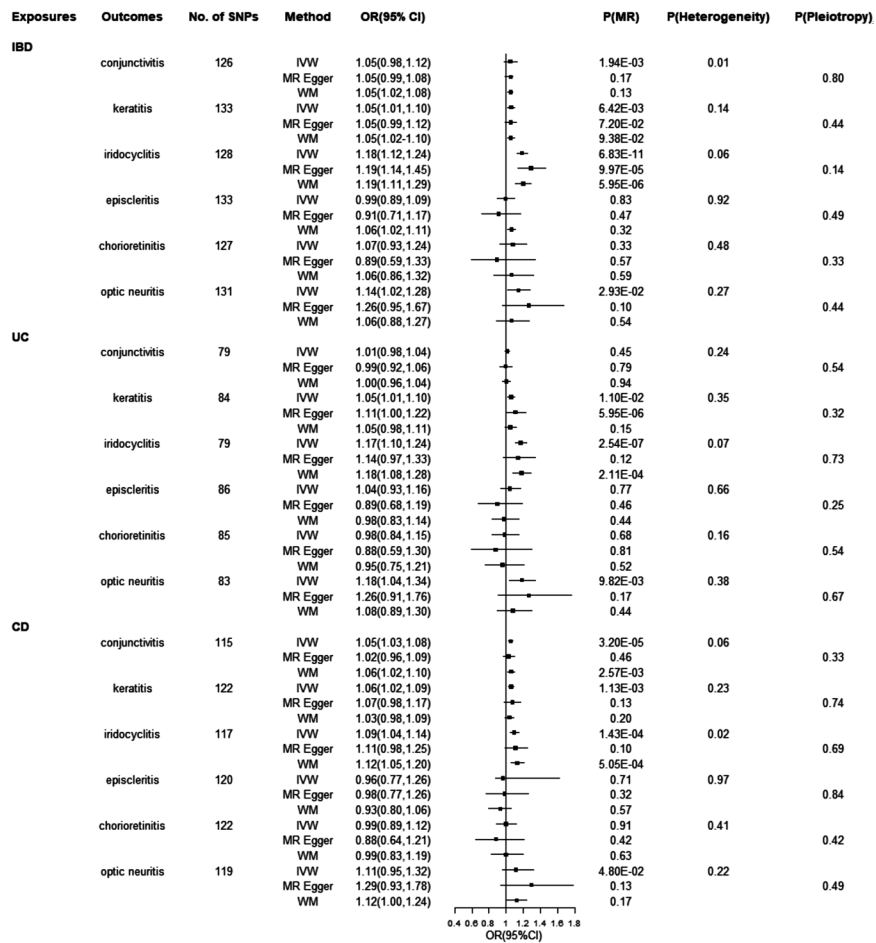 Exposures Outcomes No. of SNPs Method OR(95% CI) P(MR) P(Heterogeneity) P(Pleiotropy)
IBD
conjunctivitis 126 IVW 1.05(0.98,1.12) 1.94E-03 0.01
MR Egger 1.05(0.99,1.08) 0.17 0.80
WM 1.05(1.02,1.08) 0.13
keratitis 133 IVW 1.05(1.01,1.10) 6.42E-03 0.14
MR Egger 1.05(0.99,1.12) 7.20E-02 0.44
WM 1.05(1.02-1.10) 9.38E-02
iridocyclitis 128 IVW 1.18(1.12,1.24) 6.83E-11 0.06
MR Egger 1.19(1.14,1.45) 9.97E-05 0.14
WM 1.19(1.11,1.29) 5.95E-06
episcleritis 133 IVW 0.99(0.89,1.09) 0.83 0.92
MR Egger 0.91(0.71,1.17) 0.47 0.49
WM 1.06(1.02,1.11) 0.32
chorioretinitis 127 IVW 1.07(0.93,1.24) 0.33 0.48
MR Egger 0.89(0.59,1.33) 0.57 0.33
WM 1.06(0.86,1.32) 0.59
optic neuritis 131 IVW 1.14(1.02,1.28) 2.93E-02 0.27
MR Egger 1.26(0.95,1.67) 0.10 0.44
WM 1.06(0.88,1.27) 0.54
UC
conjunctivitis 79 IVW 1.01(0.98,1.04) 0.45 0.24
MR Egger 0.99(0.92,1.06) 0.79 0.54
WM 1.00(0.96,1.04) 0.94
keratitis 84 IVW 1.05(1.01,1.10) 1.10E-02 0.35
MR Egger 1.11(1.00,1.22) 5.95E-06 0.32
WM 1.05(0.98,1.11) 0.15
iridocyclitis 79 IVW 1.17(1.10,1.24) 2.54E-07 0.07
MR Egger 1.14(0.97,1.33) 0.12 0.73
WM 1.18(1.08,1.28) 2.11E-04
episcleritis 86 IVW 1.04(0.93,1.16) 0.77 0.66
MR Egger 0.89(0.68,1.19) 0.46 0.25
WM 0.98(0.83,1.14) 0.44
chorioretinitis 85 IVW 0.98(0.84,1.15) 0.68 0.16
MR Egger 0.88(0.59,1.30) 0.81 0.54
WM 0.95(0.75,1.21) 0.52
optic neuritis 83 IVW 1.18(1.04,1.34) 9.82E-03 0.38
MR Egger 1.26(0.91,1.76) 0.17 0.67
WM 1.08(0.89,1.30) 0.44
CD
conjunctivitis 115 IVW 1.05(1.03,1.08) 3.20E-05 0.06
MR Egger 1.02(0.96,1.09) 0.46 0.33
WM 1.06(1.02,1.10) 2.57E-03
keratitis 122 IVW 1.06(1.02,1.09) 1.13E-03 0.23
MR Egger 1.07(0.98,1.17) 0.13 0.74
WM 1.03(0.98,1.09) 0.20
iridocyclitis 117 IVW 1.09(1.04,1.14) 1.43E-04 0.02
MR Egger 1.11(0.98,1.25) 0.10 0.69
WM 1.12(1.05,1.20) 5.05E-04
episcleritis 120 IVW 0.96(0.77,1.26) 0.71 0.97
MR Egger 0.98(0.77,1.26) 0.32 0.84
WM 0.93(0.80,1.06) 0.57
chorioretinitis 122 IVW 0.99(0.89,1.12) 0.91 0.41
MR Egger 0.88(0.64,1.21) 0.42 0.42
WM 0.99(0.83,1.19) 0.63
optic neuritis 119 IVW 1.11(0.95,1.32) 4.80E-02 0.22
MR Egger 1.29(0.93,1.78) 0.13 0.49
WM 1.12(1.00,1.24) 0.17
0.4 0.6 0.8 1 1.2 1.4 1.6 1.8
OR(95%CI)